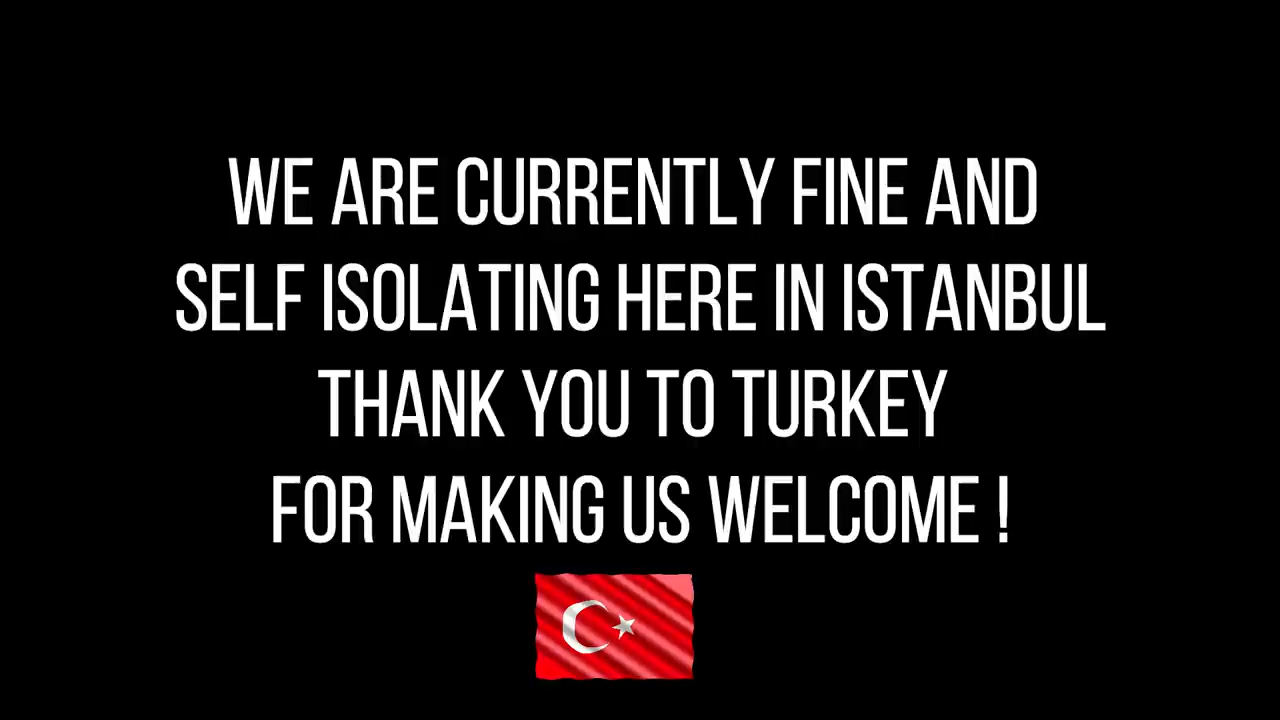 WE ARE CURRENTLY FINE AND
SELF ISOLATING HERE IN ISTANBUL
THANK YOU TO TURKEY
FOR MAKING US WELCOME !